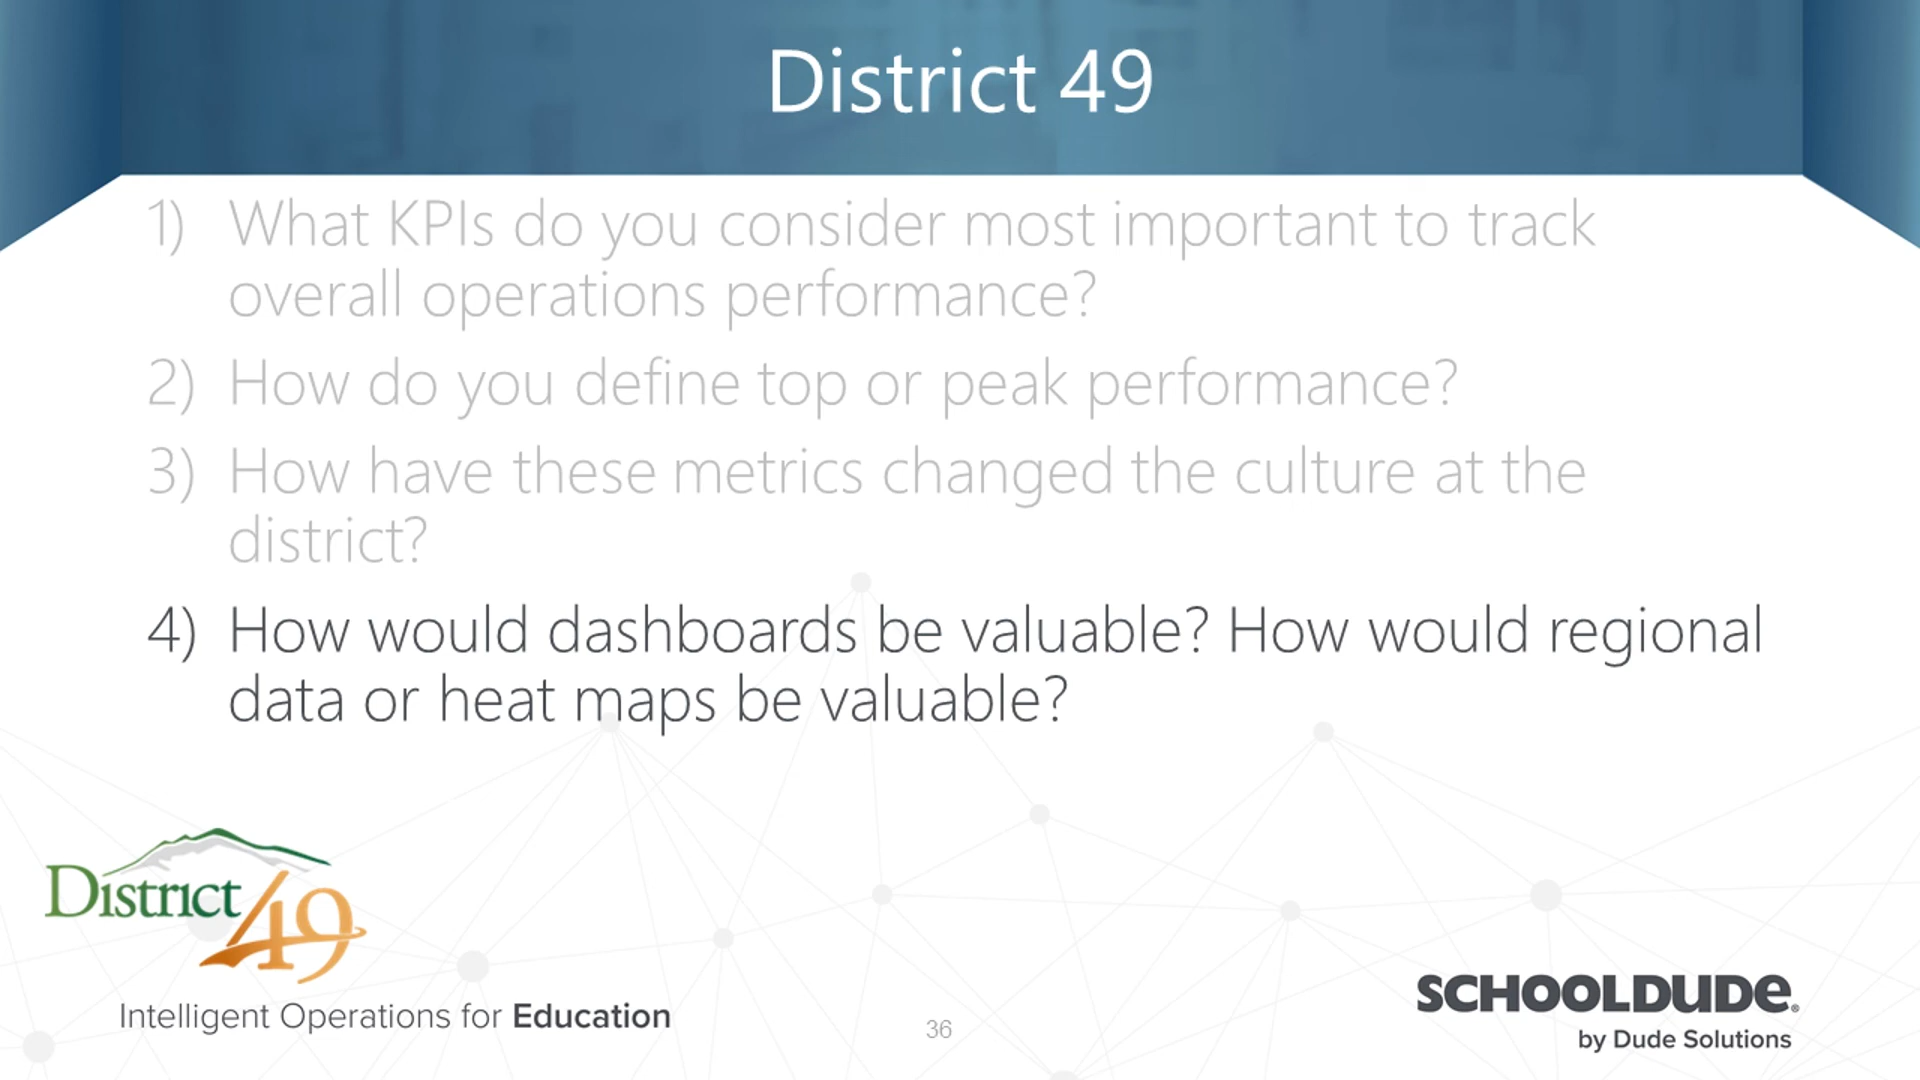 District 49
1) What KPIs do you consider most important to track
overall operations performance?
2) How do you define top or peak performance?
3) How have these metrics changed the culture at the
district?
4) How would dashboards be valuable? How would regional
data or heat maps be valuable?
District 49
Intelligent Operations for Education
36
SCHOOLDUDE®
by Dude Solutions